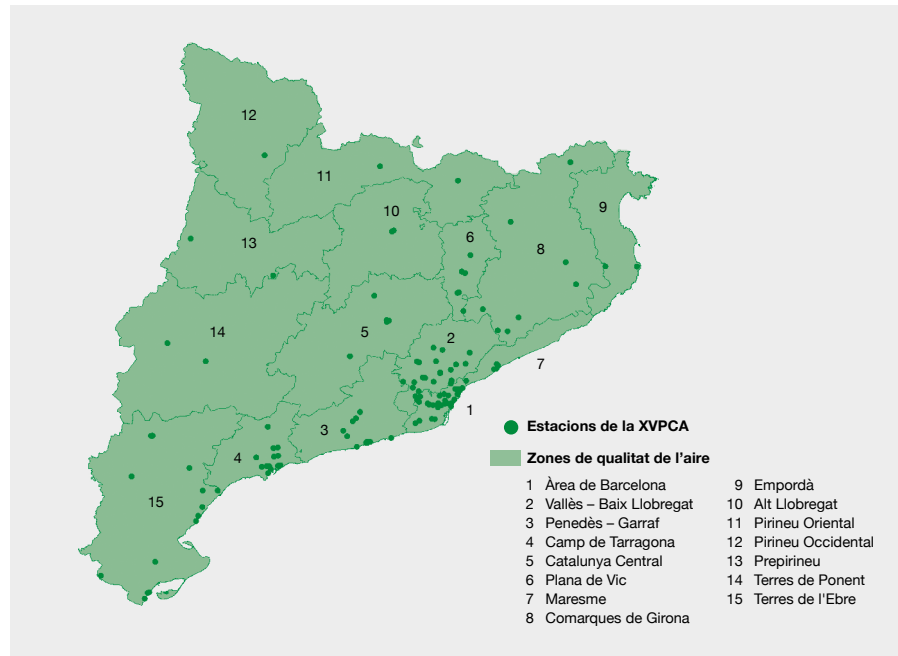 12
11
10
9
6
13
8
14
5
2
7
1
3
4
15
Estacions de la XVPCA
Zones de qualitat de l’aire
1 Àrea de Barcelona
2 Vallès – Baix Llobregat
3 Penedès – Garraf
4 Camp de Tarragona
5 Catalunya Central
6 Plana de Vic
7 Maresme
8 Comarques de Girona
9 Empordà
10 Alt Llobregat
11 Pirineu Oriental
12 Pirineu Occidental
13 Prepirineu
14 Terres de Ponent
15 Terres de l'Ebre